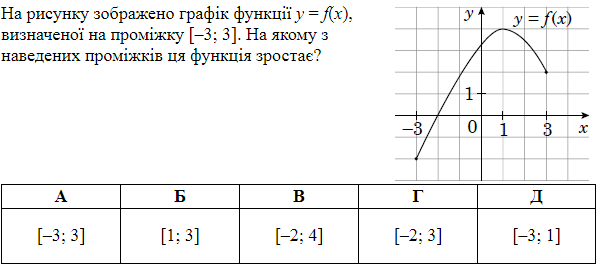 На рисунку зображено графік функції y = f(x),
визначеної на проміжку [–3; 3]. На якому з
наведених проміжків ця функція зростає?
y
y = f(x)
1
–3
0
1
3
x
А Б В Г Д
[–3; 3] [1; 3] [–2; 4] [–2; 3] [–3; 1]